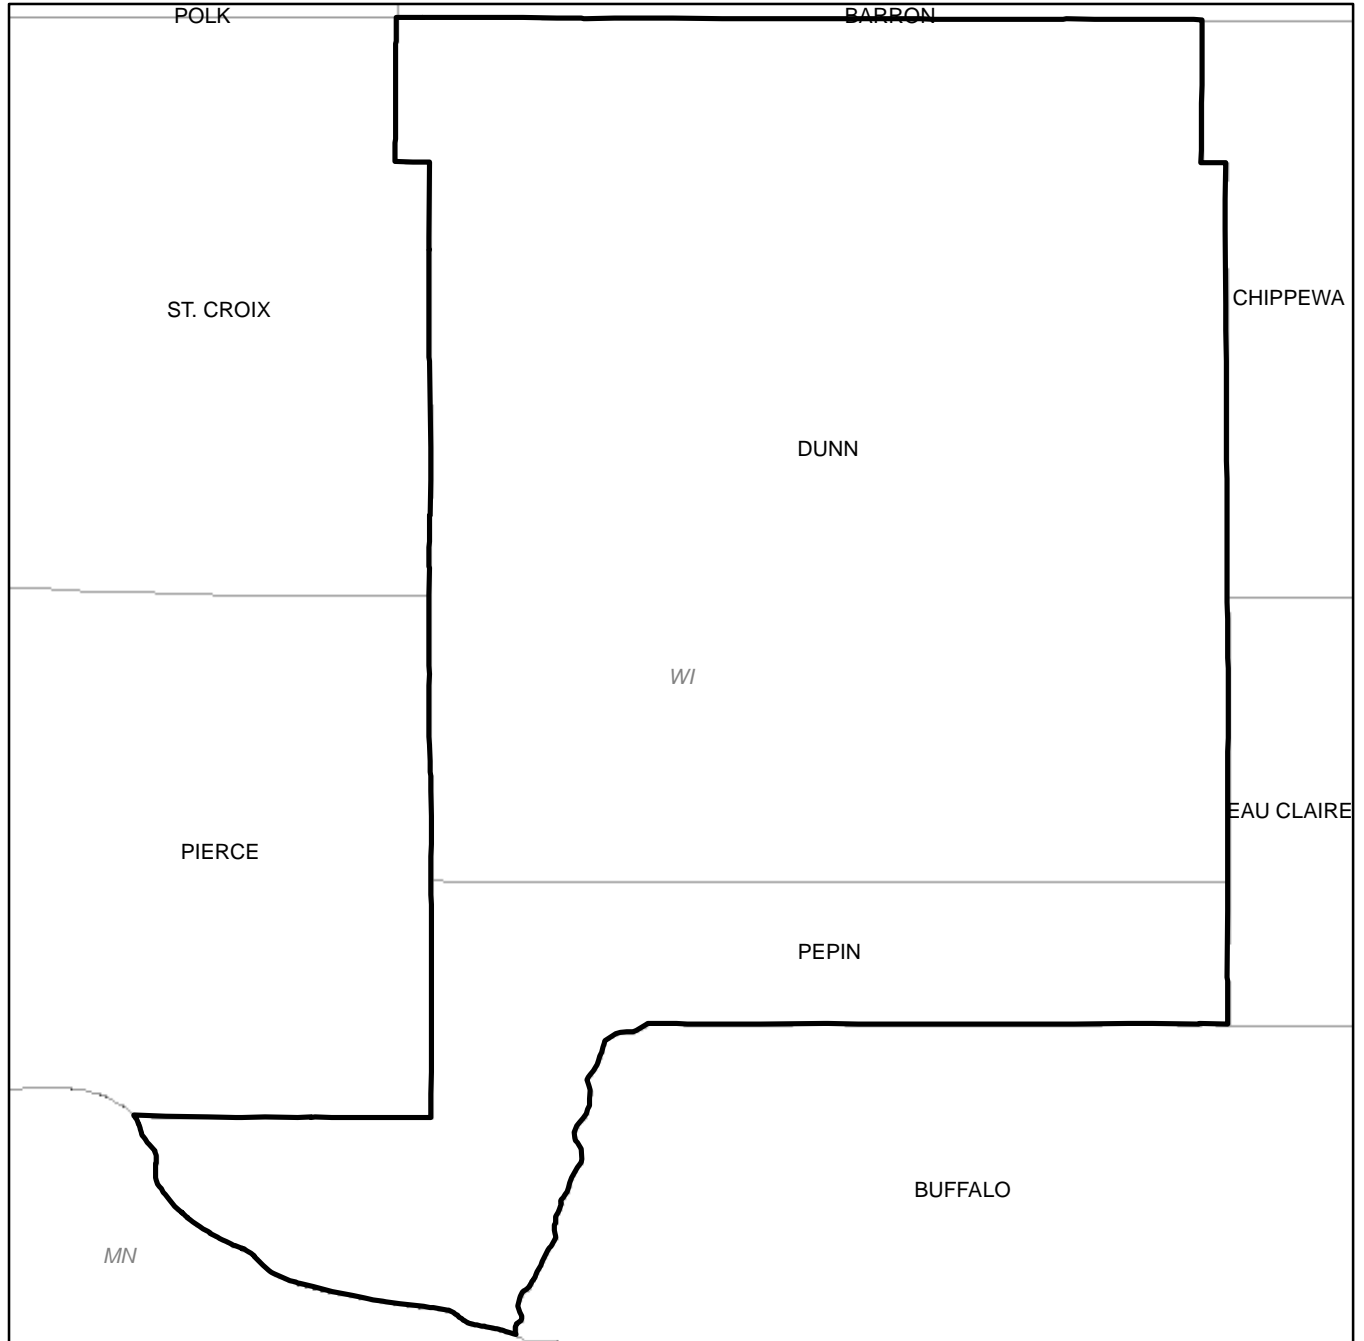 POLK
BARRON
CHIPPEWA
ST. CROIX
DUNN
WI
EAU CLAIRE
PIERCE
PEPIN
BUFFALO
MN